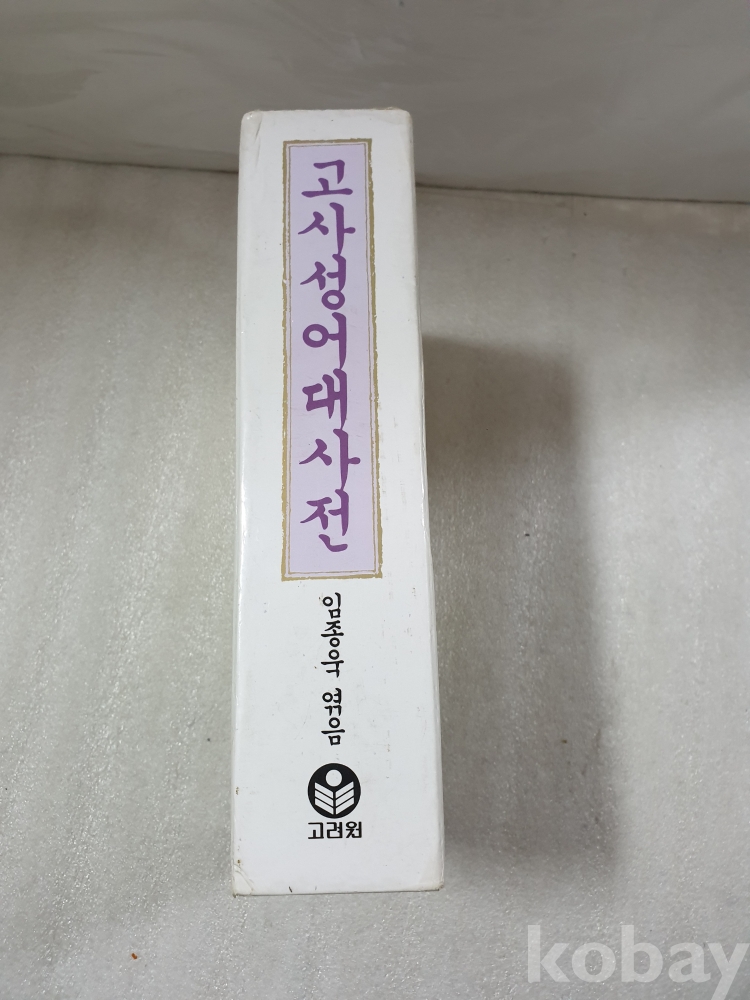 고사성어대사전
임종욱 엮음
고려원
kobay